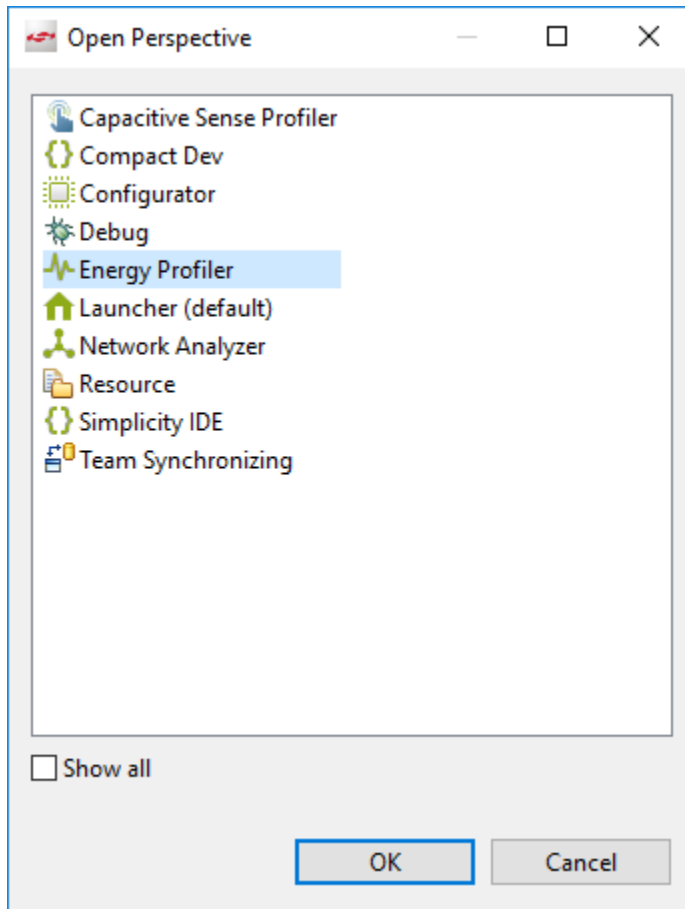 Open Perspective
Capacitive Sense Profiler
Compact Dev
Configurator
Debug
Energy Profiler
Launcher (default)
Network Analyzer
Resource
Simplicity IDE
Team Synchronizing
Show all
OK
Cancel